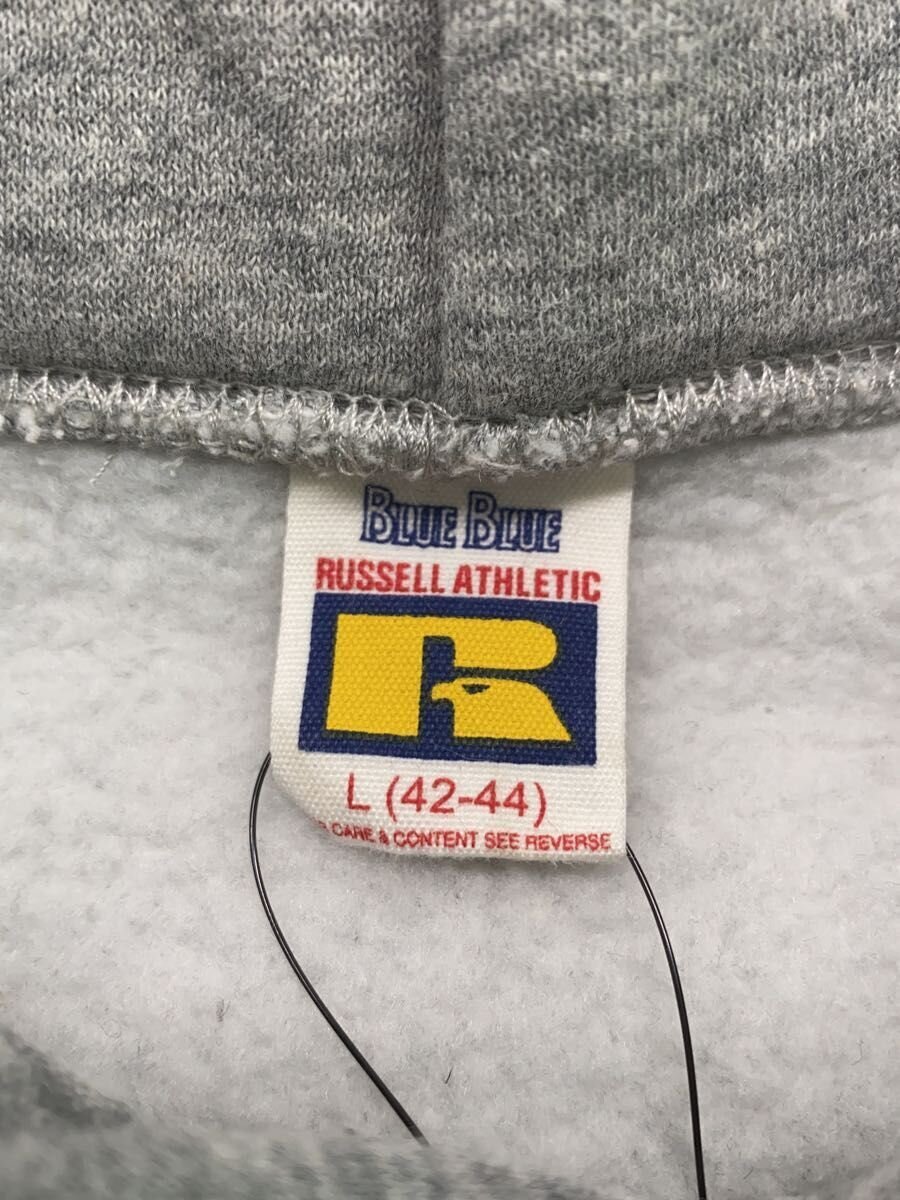 BLUE BLUE
RUSSELL ATHLETIC
R
L (42-44)
CARE & CONTENT SEE REVERSE